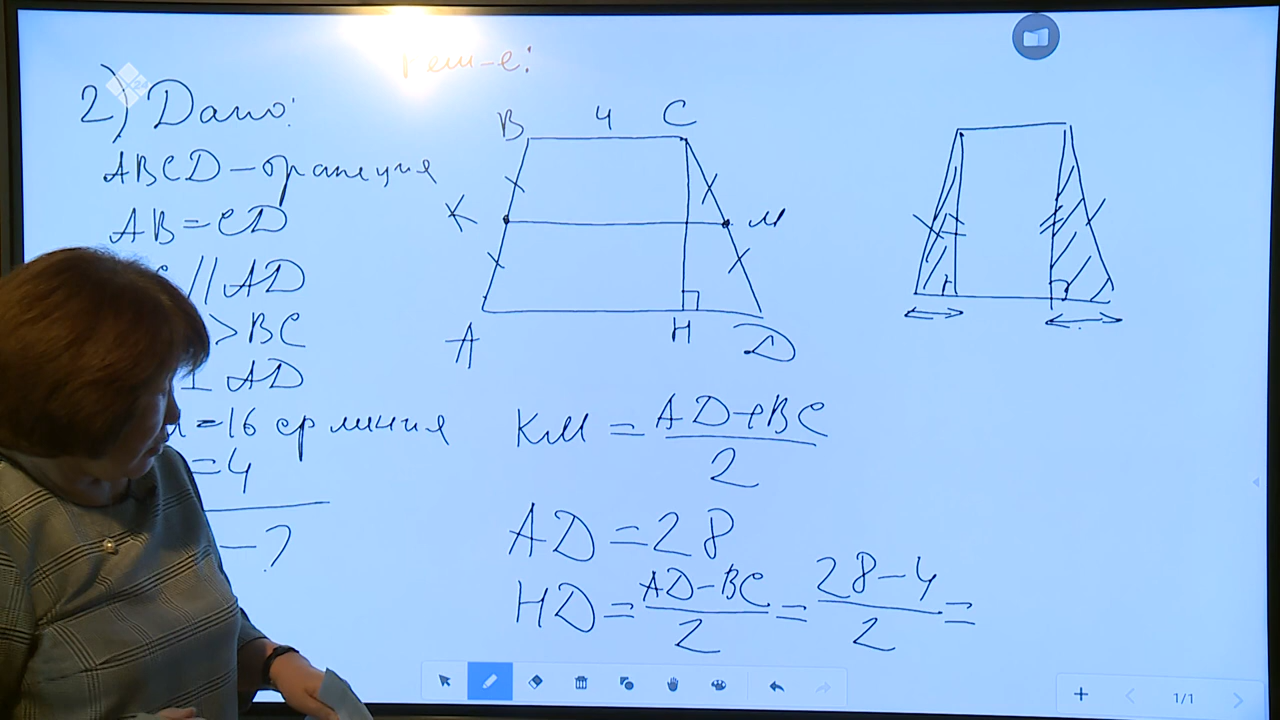 Реш-е:
2) Дано:
ABCD-трапеция
AB=CD
// AD
> BC
⊥ AD
=16 ср линия
=4
-?
B 4 C
K M
A H D
KM = AD+BC / 2
AD=28
HD= AD-BC / 2 = 28-4 / 2 =
1/1